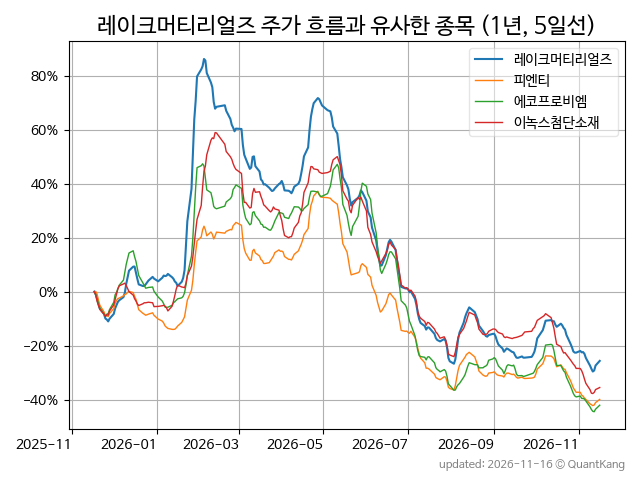 레이크머티리얼즈 주가 흐름과 유사한 종목 (1년, 5일선)
레이크머티리얼즈
피엔티
에코프로비엠
이녹스첨단소재
80%
60%
40%
20%
0%
−20%
−40%
2025-11 2026-01 2026-03 2026-05 2026-07 2026-09 2026-11
updated: 2026-11-16 © QuantKang